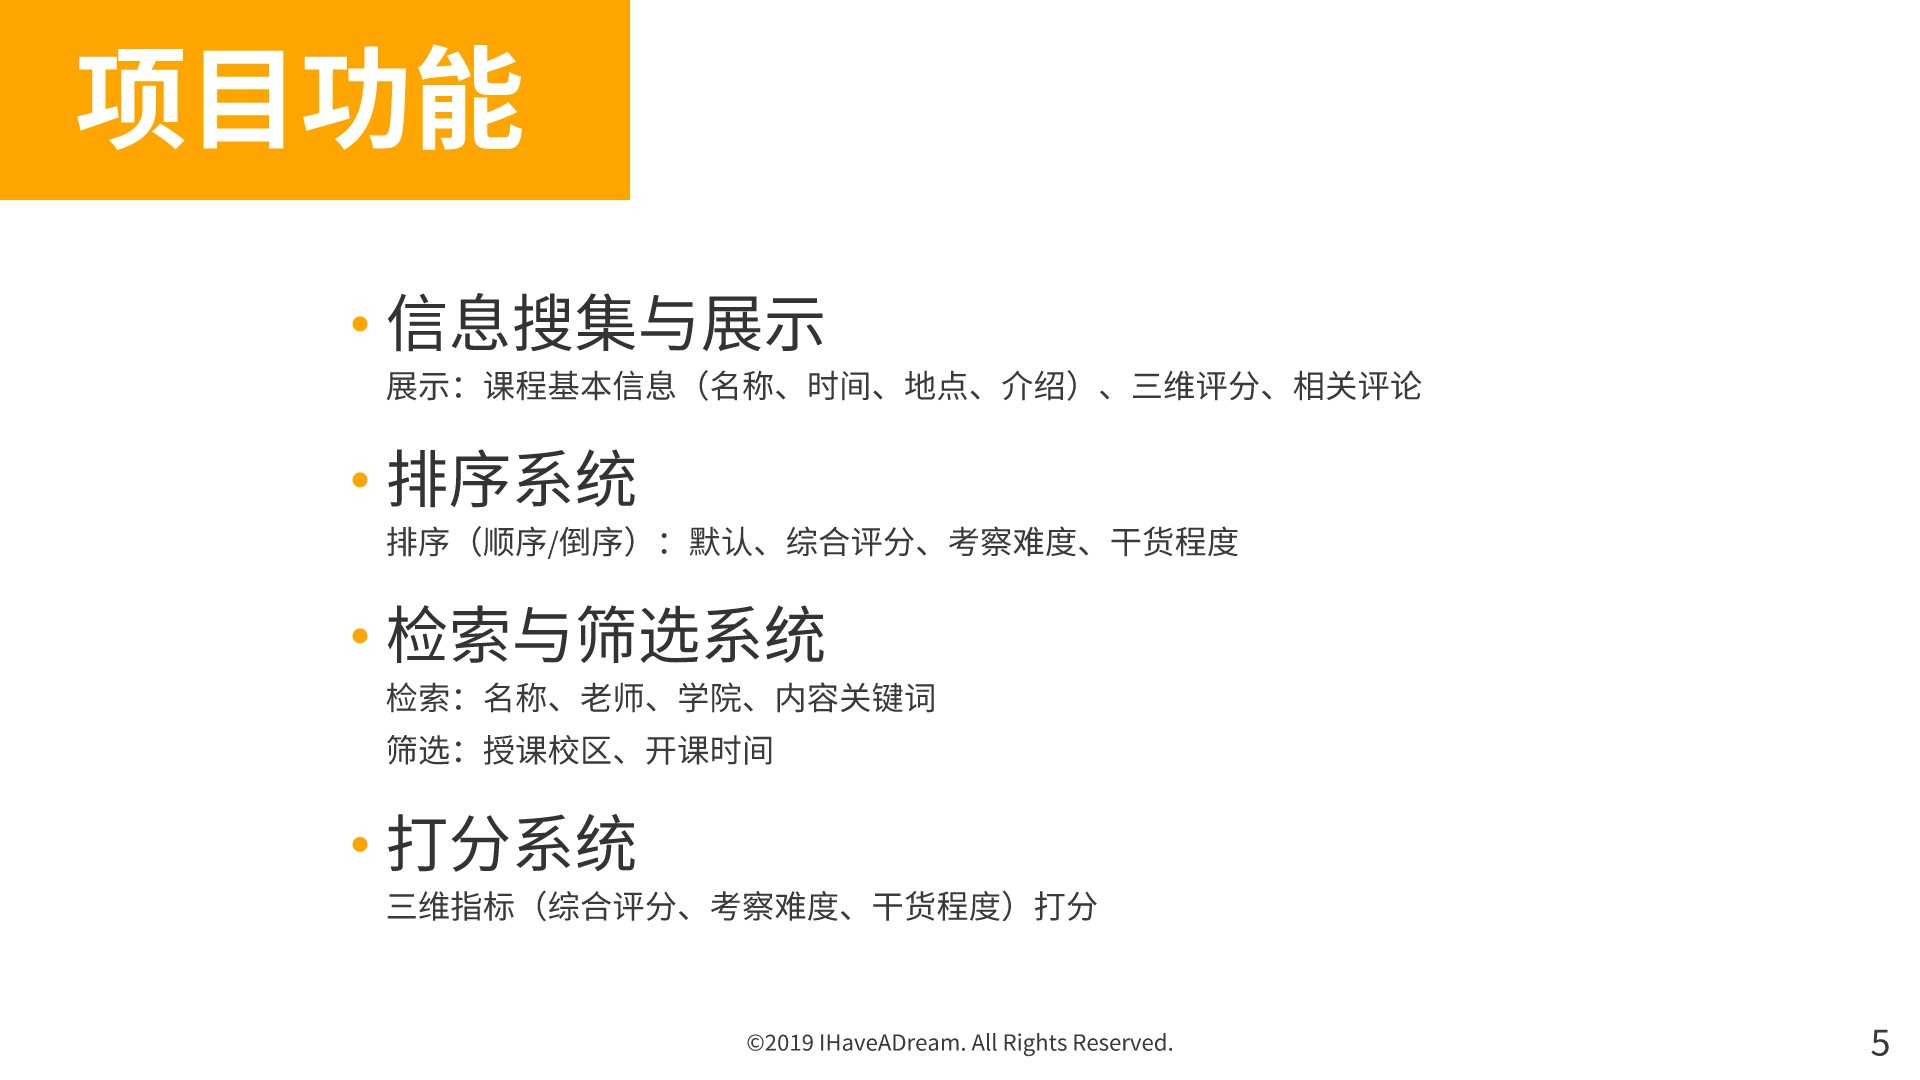 项目功能
• 信息搜集与展示
展示：课程基本信息（名称、时间、地点、介绍）、三维评分、相关评论
• 排序系统
排序（顺序/倒序）：默认、综合评分、考察难度、干货程度
• 检索与筛选系统
检索：名称、老师、学院、内容关键词
筛选：授课校区、开课时间
• 打分系统
三维指标（综合评分、考察难度、干货程度）打分
©2019 IHaveADream. All Rights Reserved.
5